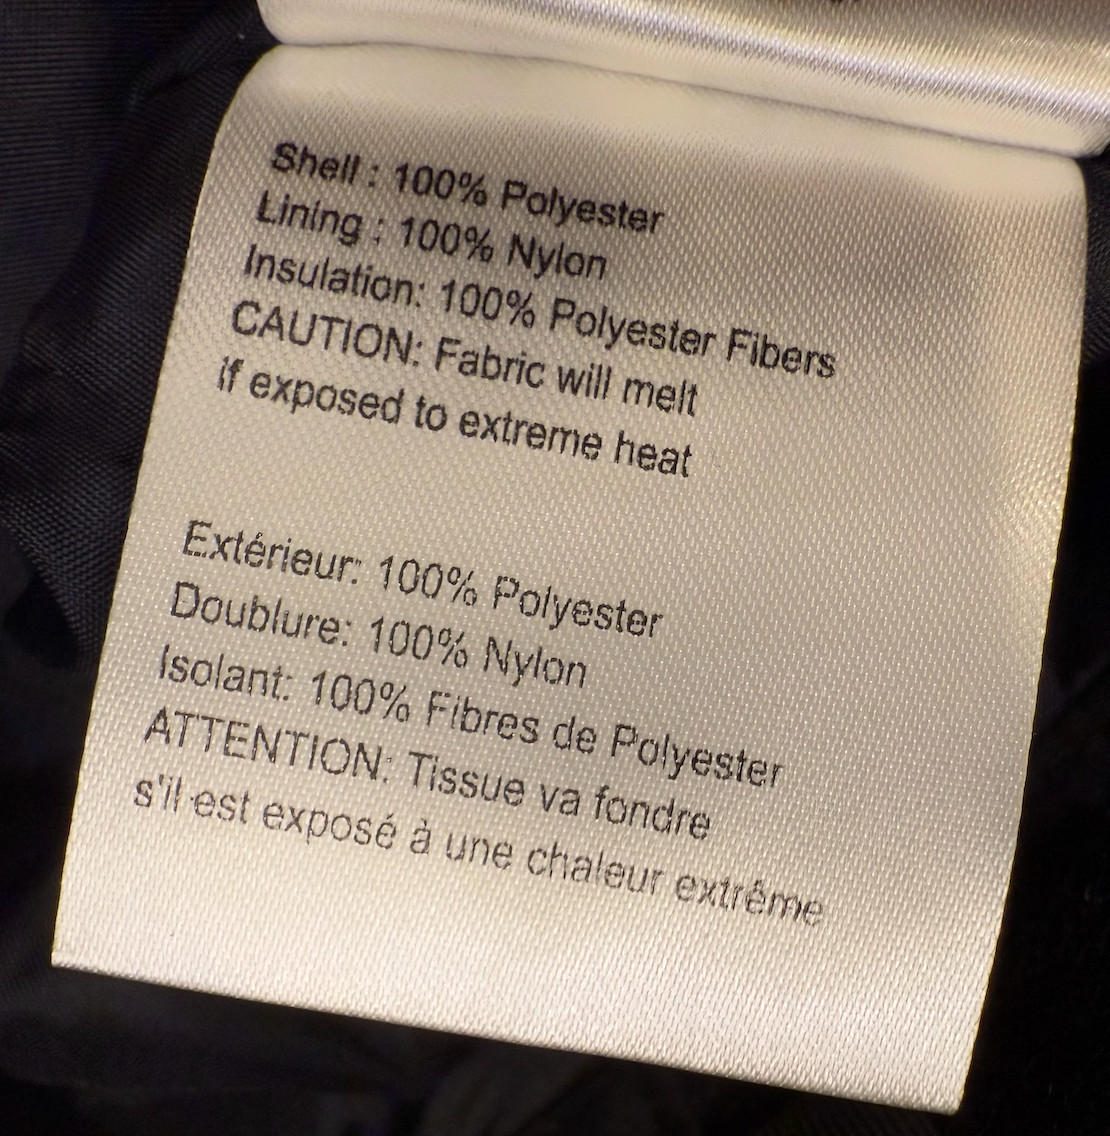 Shell : 100% Polyester
Lining : 100% Nylon
Insulation: 100% Polyester Fibers
CAUTION: Fabric will melt
if exposed to extreme heat
Extérieur: 100% Polyester
Doublure: 100% Nylon
Isolant: 100% Fibres de Polyester
ATTENTION: Tissue va fondre
s'il est exposé à une chaleur extrême